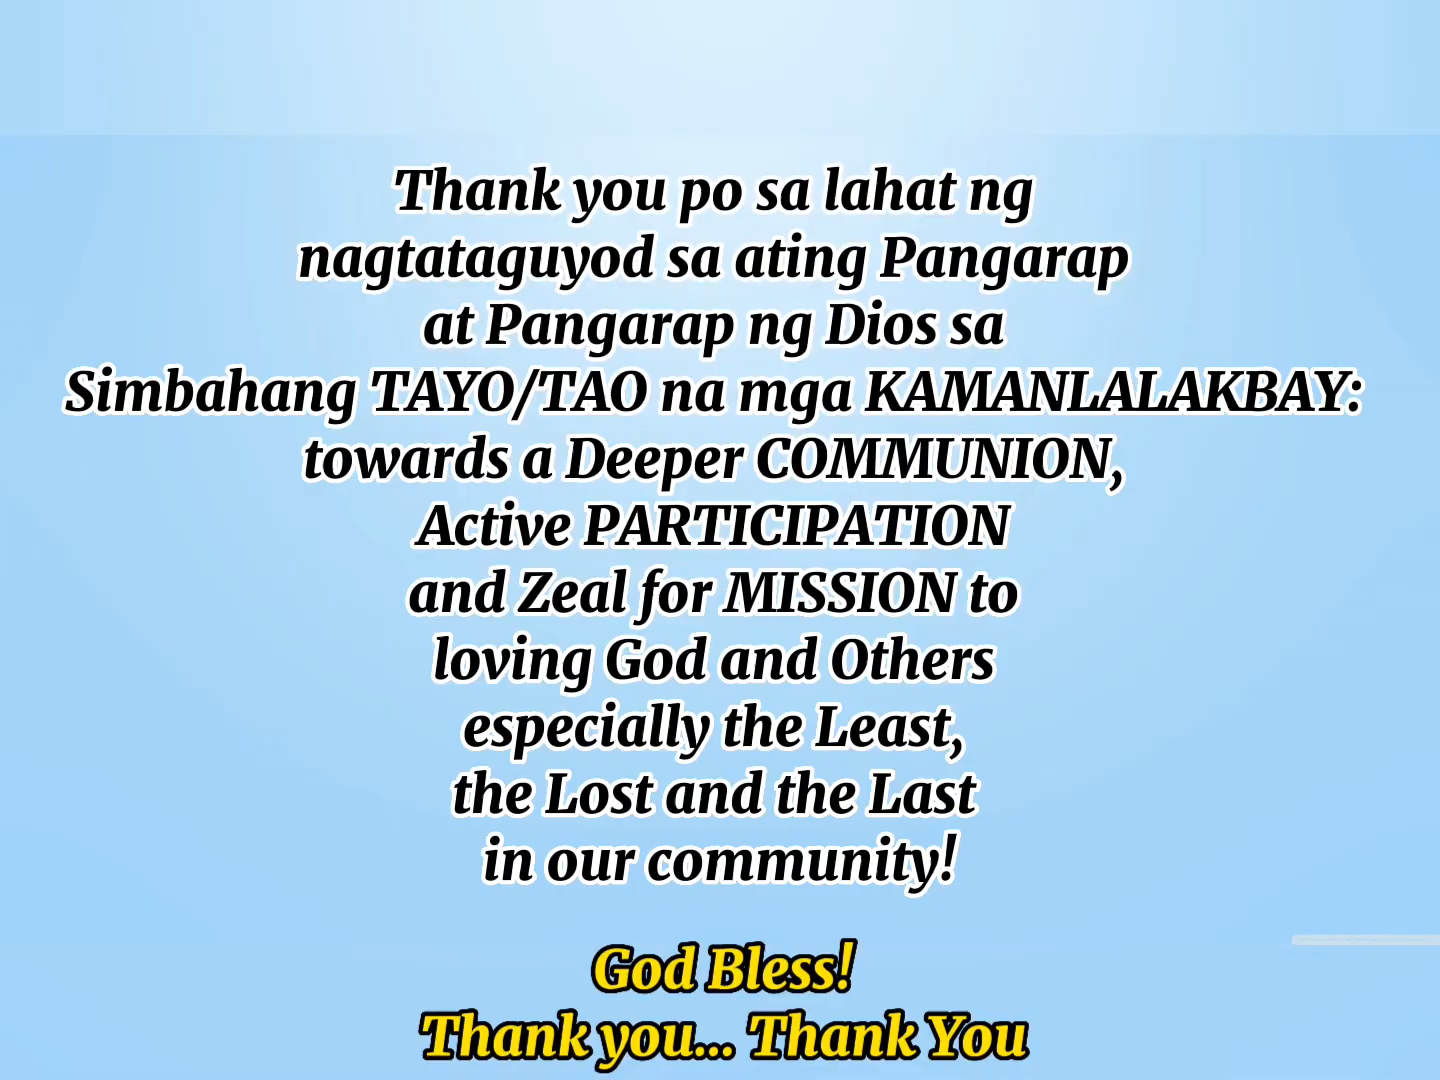 Thank you po sa lahat ng
nagtataguyod sa ating Pangarap
at Pangarap ng Dios sa
Simbahang TAYO/TAO na mga KAMANLALAKBAY:
towards a Deeper COMMUNION,
Active PARTICIPATION
and Zeal for MISSION to
loving God and Others
especially the Least,
the Lost and the Last
in our community!
God Bless!
Thank you... Thank You